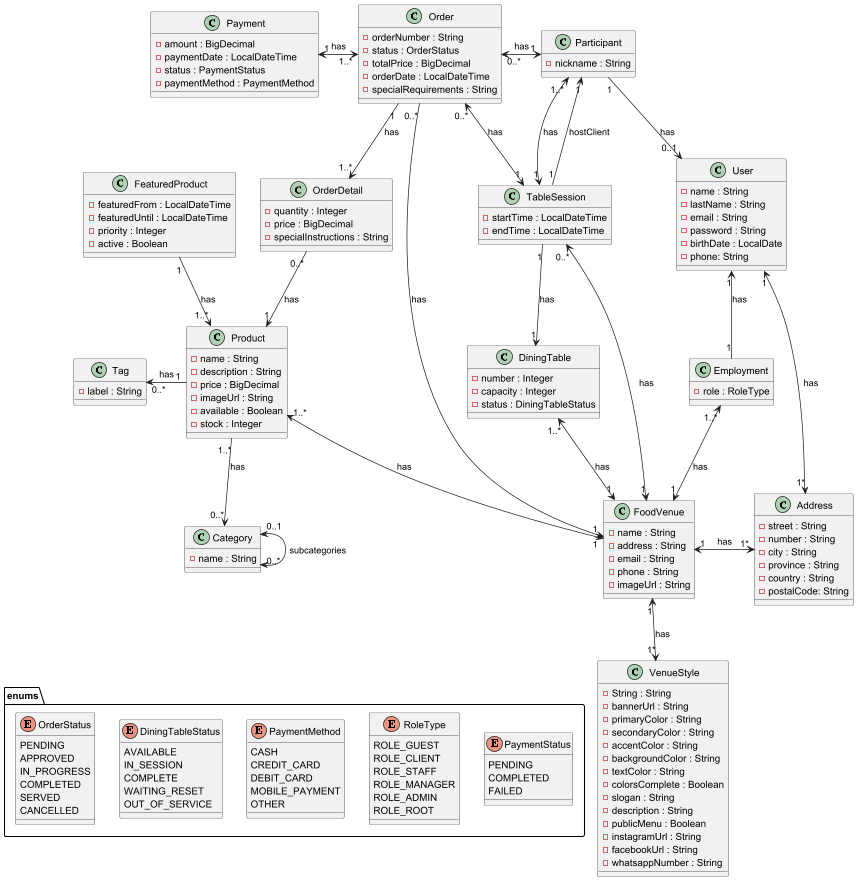 C Payment
amount : BigDecimal
paymentDate : LocalDateTime
status : PaymentStatus
paymentMethod : PaymentMethod
1 has 1..*
C Order
orderNumber : String
status : OrderStatus
totalPrice : BigDecimal
orderDate : LocalDateTime
specialRequirements : String
has 1
0..*
C Participant
nickname : String
1 0..*
has
1..*
0..*
has
1
1..* 1
has
1
hostClient
1
1
has
0..1
C FeaturedProduct
featuredFrom : LocalDateTime
featuredUntil : LocalDateTime
priority : Integer
active : Boolean
1
has
1..*
C OrderDetail
quantity : Integer
price : BigDecimal
specialInstructions : String
0..*
has
1
has
1
C TableSession
startTime : LocalDateTime
endTime : LocalDateTime
1 0..*
has
1
has
1
C User
name : String
lastName : String
email : String
password : String
birthDate : LocalDate
phone: String
1 1
has
1
has
1*
C Tag
label : String
has 1
0..*
C Product
name : String
description : String
price : BigDecimal
imageUrl : String
available : Boolean
stock : Integer
1..*
has
1
1..*
has
0..*
C DiningTable
number : Integer
capacity : Integer
status : DiningTableStatus
1..*
has
1
C Employment
role : RoleType
1..*
has
1
C Category
name : String
0..1
subcategories
0..*
C FoodVenue
name : String
address : String
email : String
phone : String
imageUrl : String
1 has 1*
C Address
street : String
number : String
city : String
province : String
country : String
postalCode: String
1
has
1*
C VenueStyle
String : String
bannerUrl : String
primaryColor : String
secondaryColor : String
accentColor : String
backgroundColor : String
textColor : String
colorsComplete : Boolean
slogan : String
description : String
publicMenu : Boolean
instagramUrl : String
facebookUrl : String
whatsappNumber : String
enums
E OrderStatus
PENDING
APPROVED
IN_PROGRESS
COMPLETED
SERVED
CANCELLED
E DiningTableStatus
AVAILABLE
IN_SESSION
COMPLETE
WAITING_RESET
OUT_OF_SERVICE
E PaymentMethod
CASH
CREDIT_CARD
DEBIT_CARD
MOBILE_PAYMENT
OTHER
E RoleType
ROLE_GUEST
ROLE_CLIENT
ROLE_STAFF
ROLE_MANAGER
ROLE_ADMIN
ROLE_ROOT
E PaymentStatus
PENDING
COMPLETED
FAILED